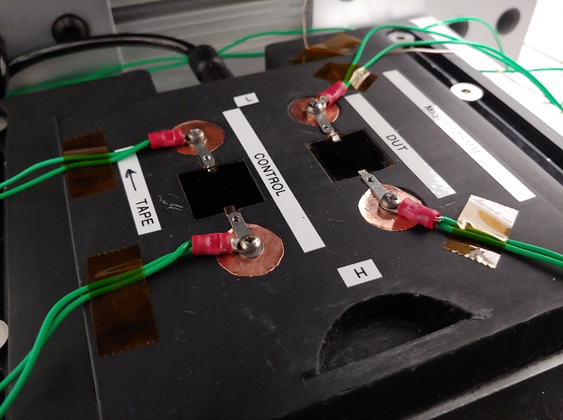 L
CONTROL
DUT
← TAPE
H